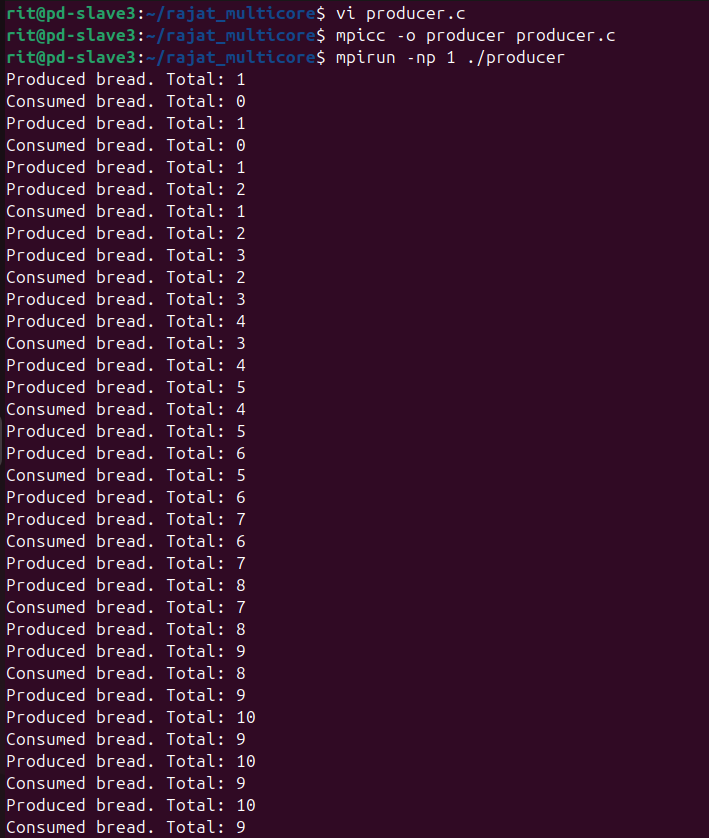 rit@pd-slave3:~/rajat_multicore$ vi producer.c
rit@pd-slave3:~/rajat_multicore$ mpicc -o producer producer.c
rit@pd-slave3:~/rajat_multicore$ mpirun -np 1 ./producer
Produced bread. Total: 1
Consumed bread. Total: 0
Produced bread. Total: 1
Consumed bread. Total: 0
Produced bread. Total: 1
Produced bread. Total: 2
Consumed bread. Total: 1
Produced bread. Total: 2
Produced bread. Total: 3
Consumed bread. Total: 2
Produced bread. Total: 3
Produced bread. Total: 4
Consumed bread. Total: 3
Produced bread. Total: 4
Produced bread. Total: 5
Consumed bread. Total: 4
Produced bread. Total: 5
Produced bread. Total: 6
Consumed bread. Total: 5
Produced bread. Total: 6
Produced bread. Total: 7
Consumed bread. Total: 6
Produced bread. Total: 7
Produced bread. Total: 8
Consumed bread. Total: 7
Produced bread. Total: 8
Produced bread. Total: 9
Consumed bread. Total: 8
Produced bread. Total: 9
Produced bread. Total: 10
Consumed bread. Total: 9
Produced bread. Total: 10
Consumed bread. Total: 9
Produced bread. Total: 10
Consumed bread. Total: 9